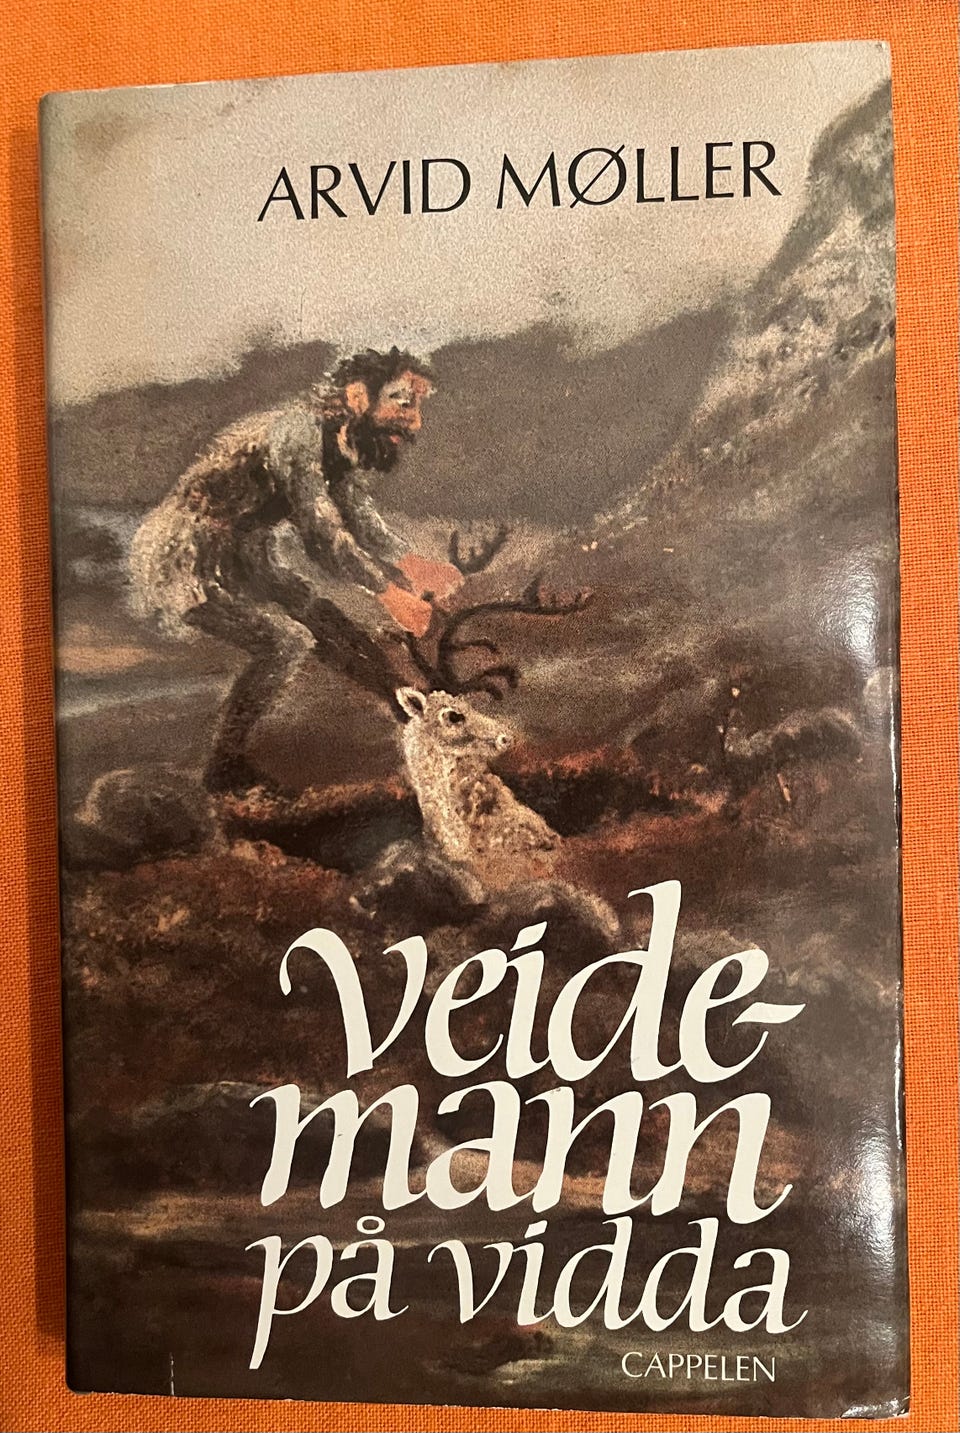 ARVID MØLLER
Veide-
mann
på vidda
CAPPELEN